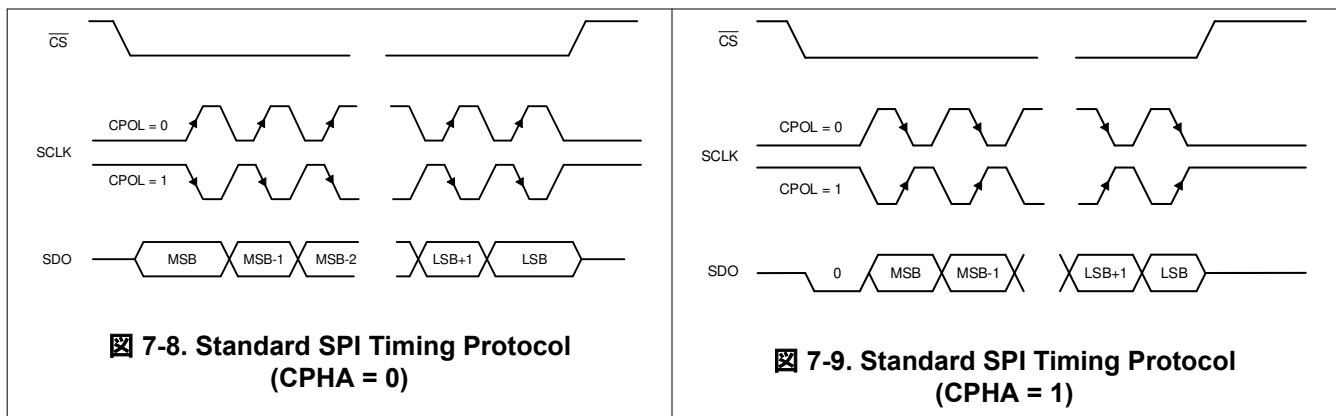 CS
CPOL = 0
SCLK
CPOL = 1
SDO
MSB
MSB-1
MSB-2
LSB+1
LSB
図 7-8. Standard SPI Timing Protocol
(CPHA = 0)
CS
CPOL = 0
SCLK
CPOL = 1
SDO
0
MSB
MSB-1
LSB+1
LSB
図 7-9. Standard SPI Timing Protocol
(CPHA = 1)